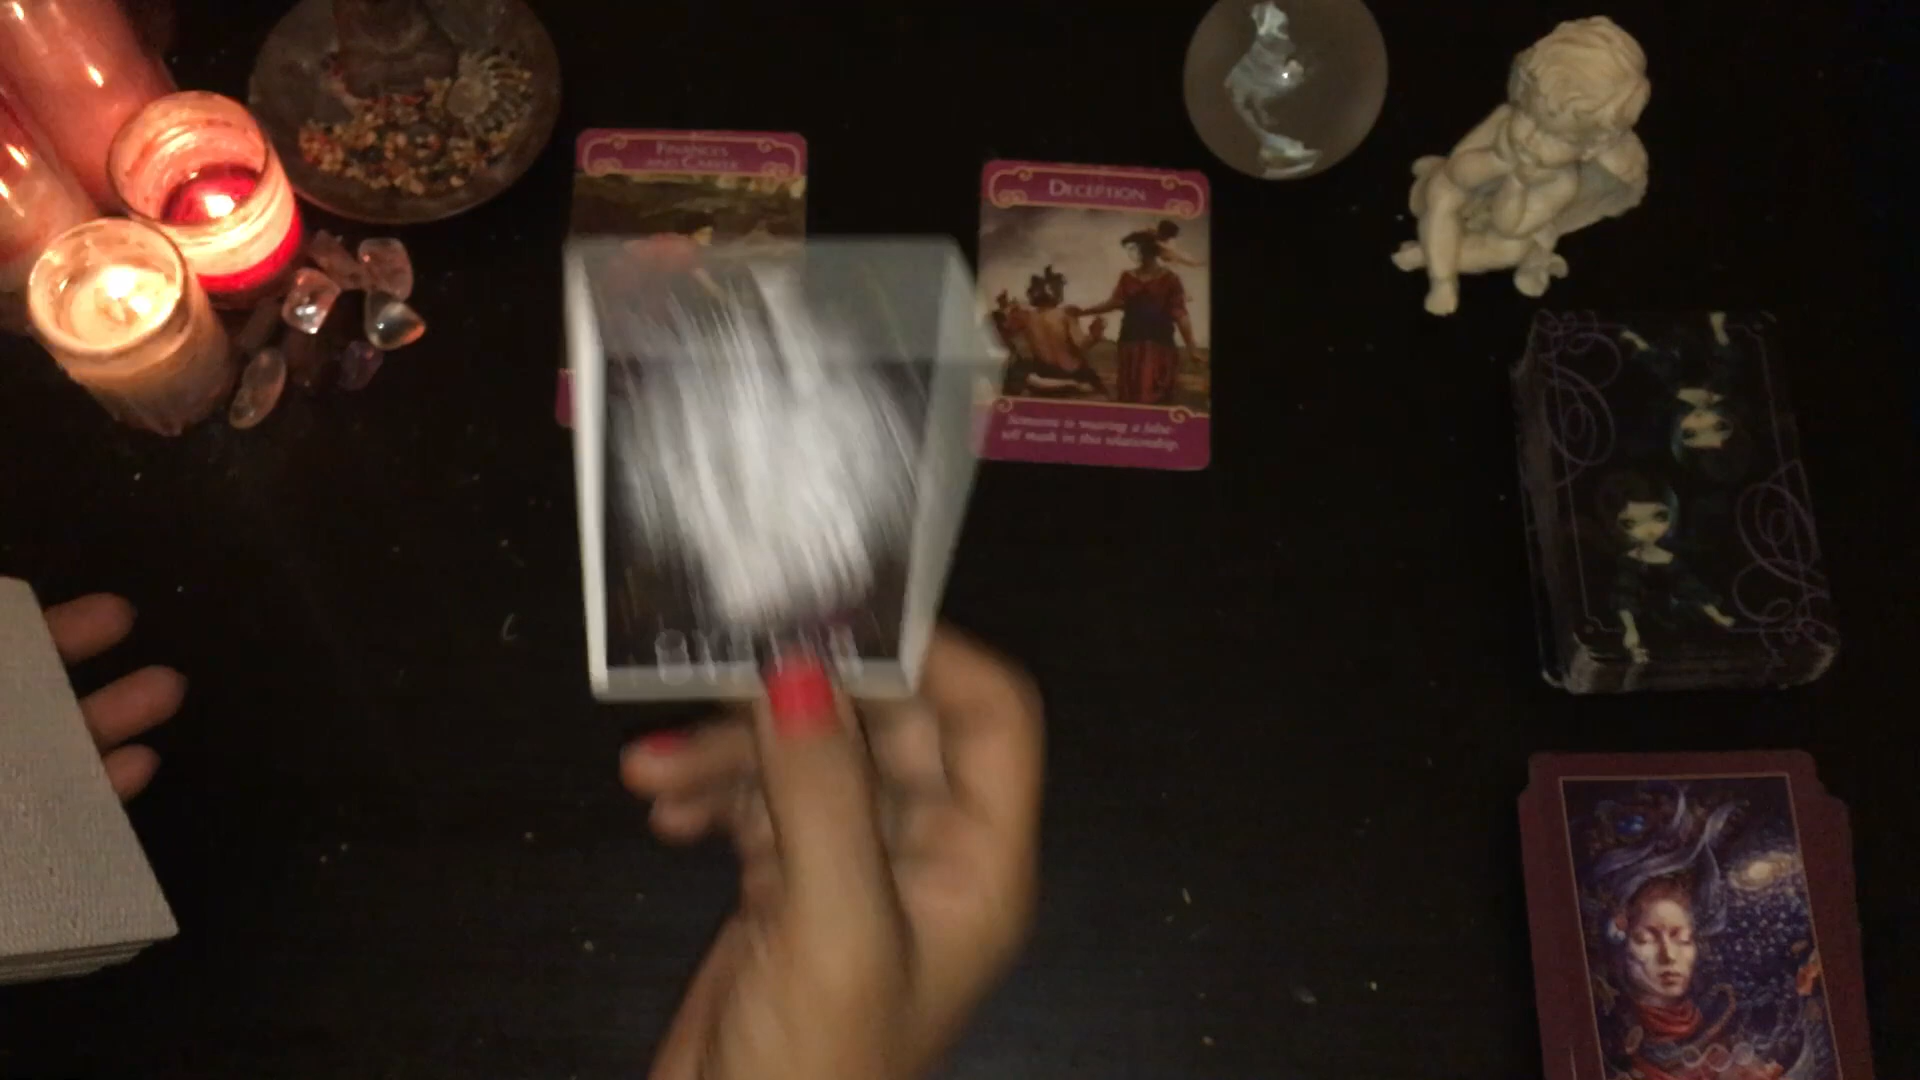 FINANCES
AND CAREER
DECEPTION
Someone is wearing a false
self mask in this relationship.